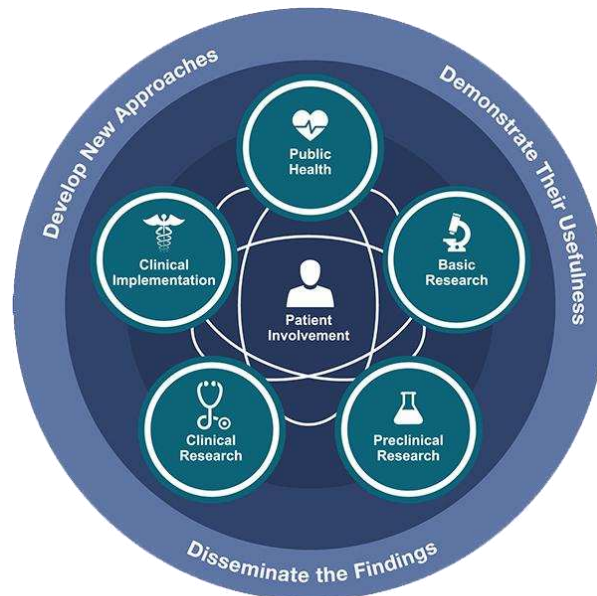 Develop New Approaches
Demonstrate Their Usefulness
Public
Health
Clinical
Implementation
Basic
Research
Patient
Involvement
Clinical
Research
Preclinical
Research
Disseminate the Findings